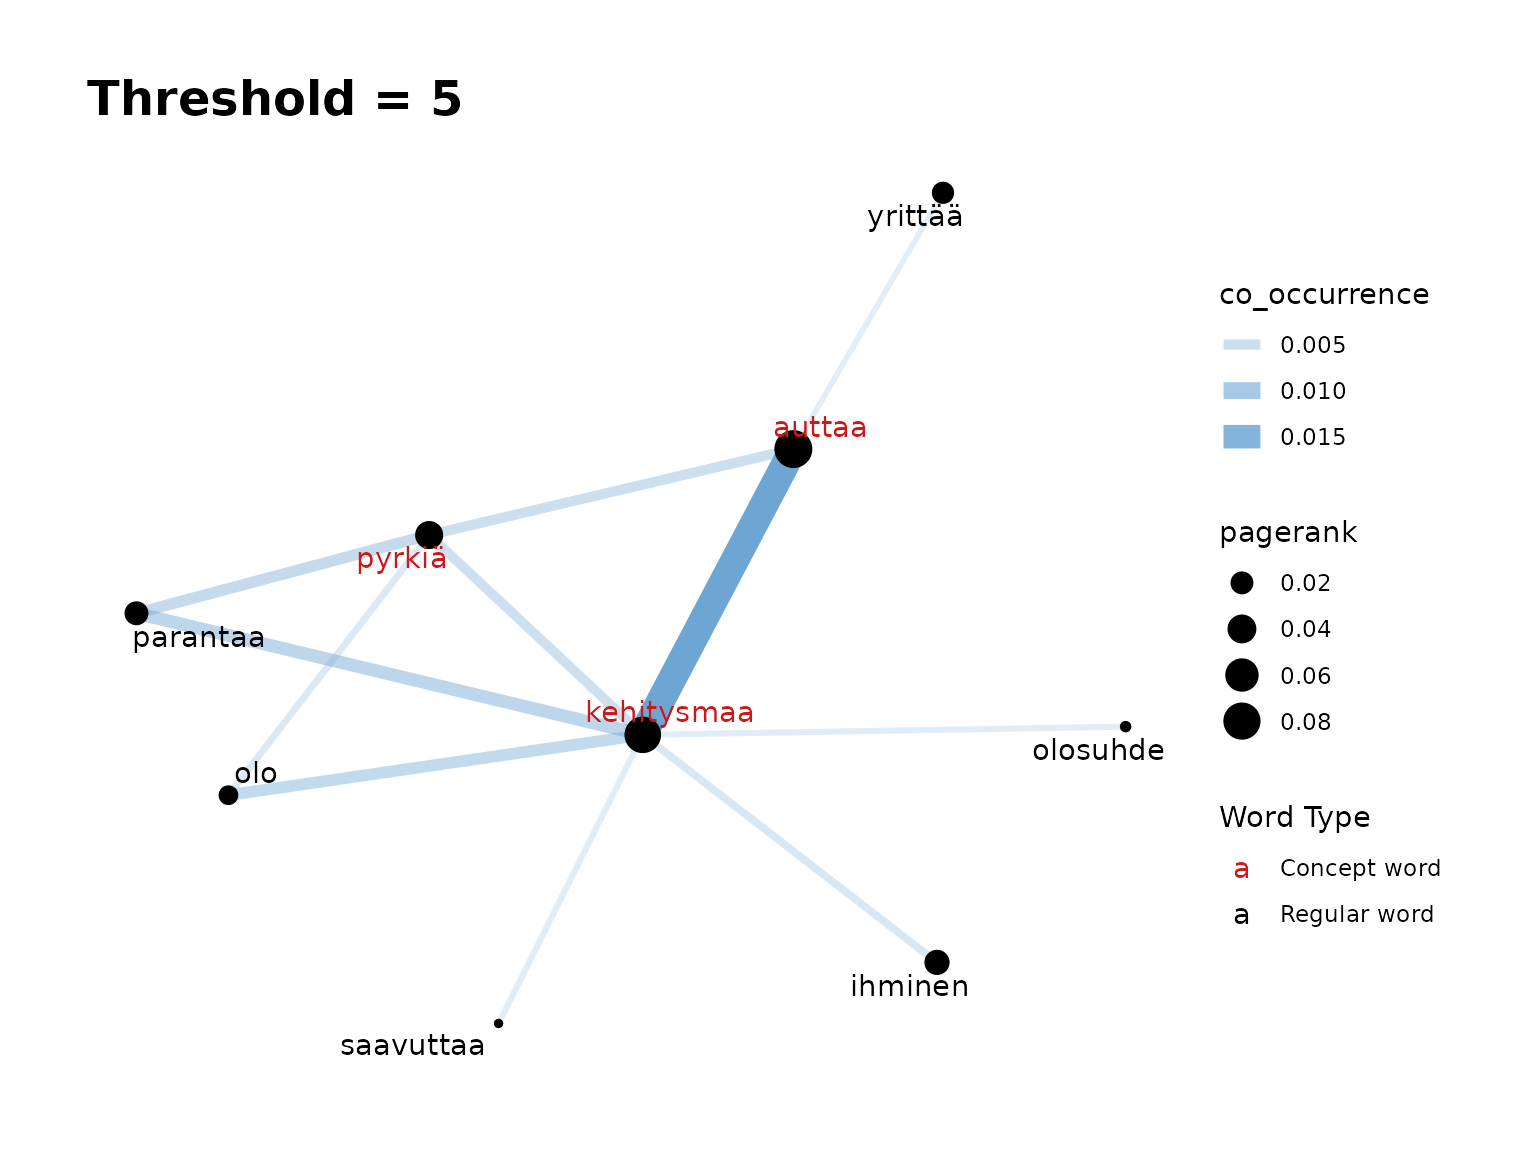 Threshold = 5
yrittää
auttaa
pyrkiä
parantaa
kehitysmaa
olosuhde
olo
ihminen
saavuttaa
co_occurrence
0.005
0.010
0.015
pagerank
0.02
0.04
0.06
0.08
Word Type
a Concept word
a Regular word